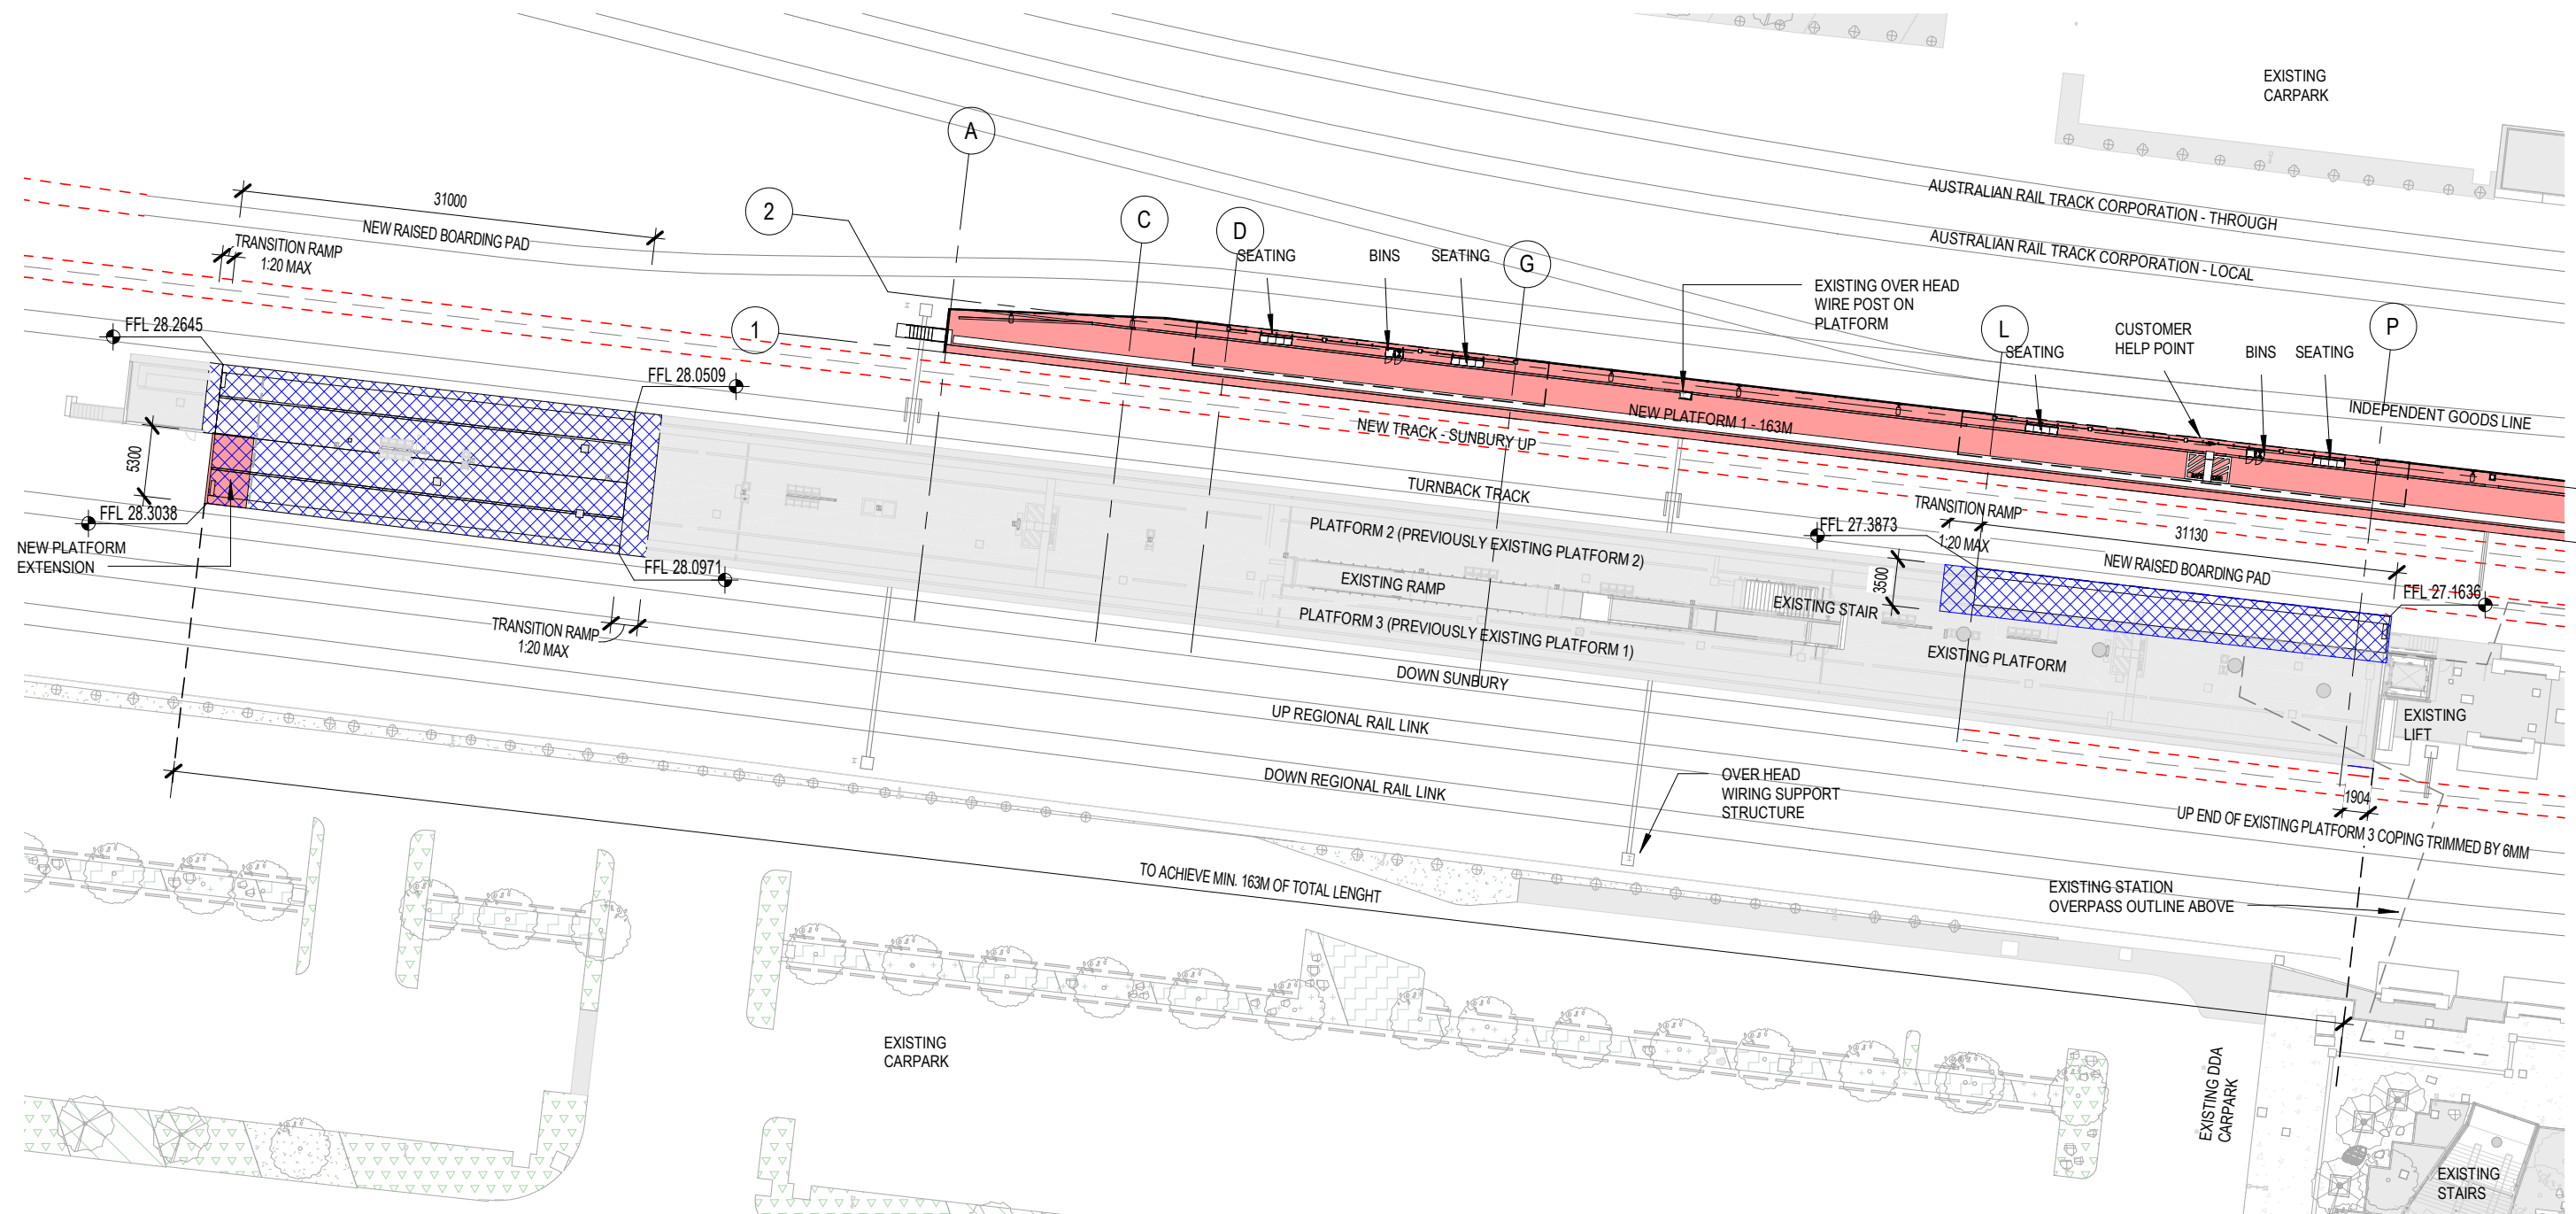 EXISTING
CARPARK
A
31000
NEW RAISED BOARDING PAD
2
C
D
G
AUSTRALIAN RAIL TRACK CORPORATION - THROUGH
AUSTRALIAN RAIL TRACK CORPORATION - LOCAL
TRANSITION RAMP
1:20 MAX
SEATING
BINS
SEATING
EXISTING OVER HEAD
WIRE POST ON
PLATFORM
L
CUSTOMER
HELP POINT
P
SEATING
BINS
SEATING
1
FFL 28.2645
FFL 28.0509
NEW PLATFORM 1 - 163M
INDEPENDENT GOODS LINE
NEW TRACK - SUNBURY UP
5300
TURNBACK TRACK
FFL 28.3038
NEW PLATFORM
EXTENSION
FFL 28.0971
PLATFORM 2 (PREVIOUSLY EXISTING PLATFORM 2)
EXISTING RAMP
PLATFORM 3 (PREVIOUSLY EXISTING PLATFORM 1)
EXISTING STAIR
FFL 27.3873
TRANSITION RAMP
1:20 MAX
31130
3500
NEW RAISED BOARDING PAD
FFL 27.1636
TRANSITION RAMP
1:20 MAX
EXISTING PLATFORM
DOWN SUNBURY
UP REGIONAL RAIL LINK
DOWN REGIONAL RAIL LINK
EXISTING
LIFT
OVER HEAD
WIRING SUPPORT
STRUCTURE
1904
UP END OF EXISTING PLATFORM 3 COPING TRIMMED BY 6MM
TO ACHIEVE MIN. 163M OF TOTAL LENGHT
EXISTING STATION
OVERPASS OUTLINE ABOVE
EXISTING
CARPARK
EXISTING DDA
CARPARK
EXISTING
STAIRS